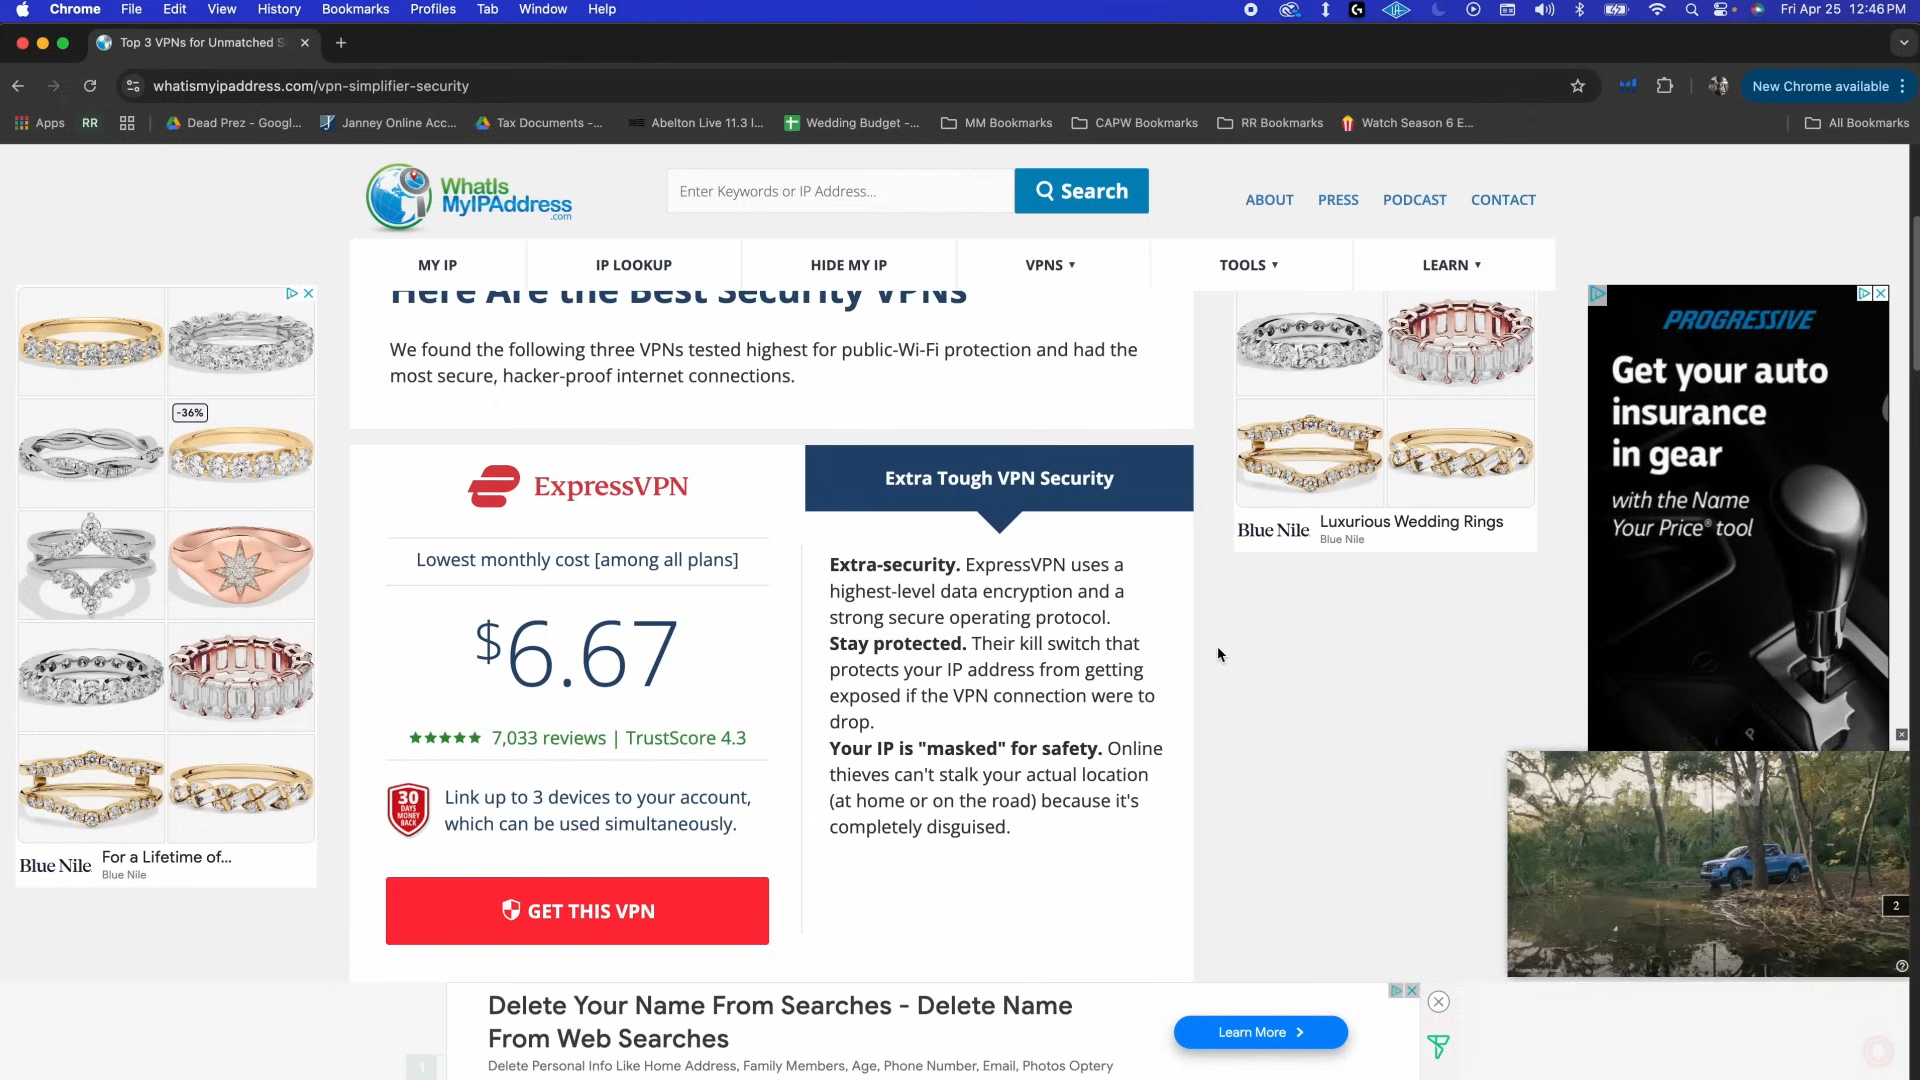 Chrome File Edit View History Bookmarks Profiles Tab Window Help
Fri Apr 25 12:46 PM
Top 3 VPNs for Unmatched S
whatismyipaddress.com/vpn-simplifier-security
New Chrome available
Apps
RR
Dead Prez - Googl...
Janney Online Acc...
Tax Documents -...
Abelton Live 11.3 I...
Wedding Budget -...
MM Bookmarks
CAPW Bookmarks
RR Bookmarks
Watch Season 6 E...
All Bookmarks
WhatIs
MyIPAddress
.com
Enter Keywords or IP Address...
Search
ABOUT PRESS PODCAST CONTACT
MY IP IP LOOKUP HIDE MY IP VPNS TOOLS LEARN
Here Are the Best Security VPNs
We found the following three VPNs tested highest for public-Wi-Fi protection and had the
most secure, hacker-proof internet connections.
ExpressVPN
Lowest monthly cost [among all plans]
$6.67
7,033 reviews | TrustScore 4.3
30
DAYS
MONEY
BACK
Link up to 3 devices to your account,
which can be used simultaneously.
GET THIS VPN
Extra Tough VPN Security
Extra-security. ExpressVPN uses a
highest-level data encryption and a
strong secure operating protocol.
Stay protected. Their kill switch that
protects your IP address from getting
exposed if the VPN connection were to
drop.
Your IP is "masked" for safety. Online
thieves can't stalk your actual location
(at home or on the road) because it's
completely disguised.
-36%
Blue Nile
For a Lifetime of...
Blue Nile
Blue Nile
Luxurious Wedding Rings
Blue Nile
PROGRESSIVE
Get your auto
insurance
in gear
with the Name
Your Price® tool
2
Delete Your Name From Searches - Delete Name
From Web Searches
Delete Personal Info Like Home Address, Family Members, Age, Phone Number, Email, Photos Optery
Learn More
1